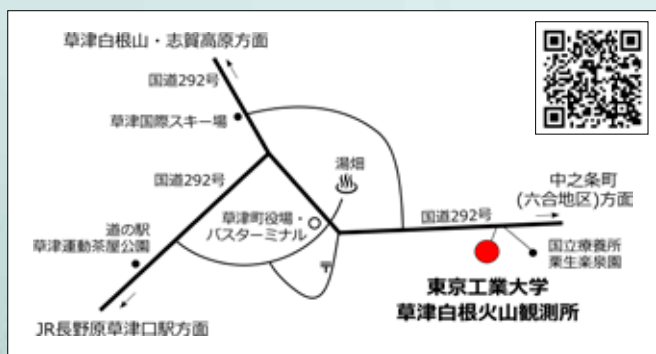 草津白根山・志賀高原方面
国道292号
草津国際スキー場
国道292号
湯畑
中之条町
(六合地区)方面
道の駅
草津運動茶屋公園
草津町役場・
バスターミナル
国道292号
〒
国立療養所
栗生楽泉園
東京工業大学
草津白根火山観測所
JR長野原草津口駅方面